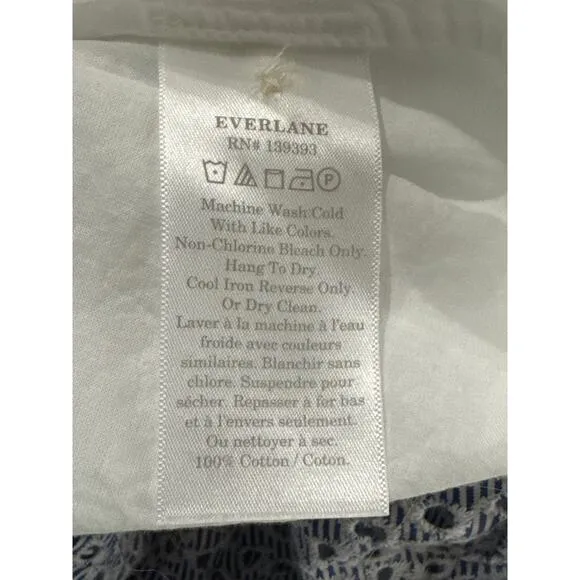 EVERLANE
RN# 139393
P
Machine Wash Cold
With Like Colors.
Non-Chlorine Bleach Only.
Hang To Dry.
Cool Iron Reverse Only.
Or Dry Clean.
Laver à la machine à l'eau
froide avec couleurs
similaires. Blanchir sans
chlore. Suspendre pour
sécher. Repasser à fer bas
et à l'envers seulement.
Ou nettoyer à sec.
100% Cotton / Coton.